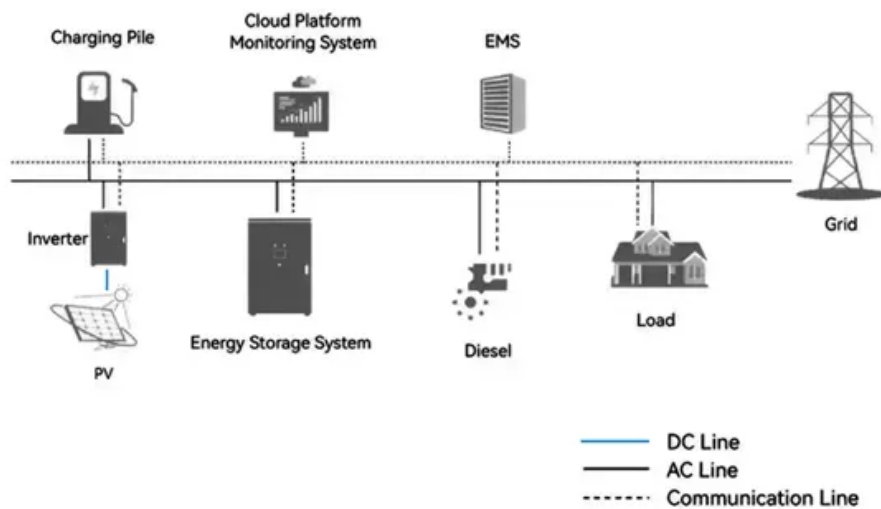 Charging Pile
Cloud Platform
Monitoring System
EMS
Grid
Inverter
PV
Energy Storage System
Diesel
Load
DC Line
AC Line
Communication Line